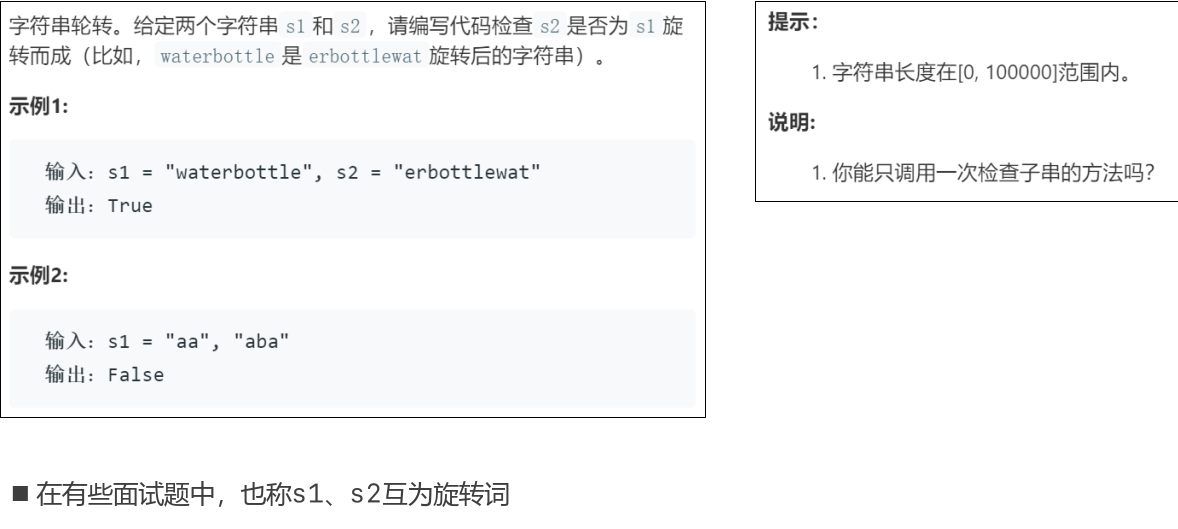 字符串轮转。给定两个字符串 s1 和 s2，请编写代码检查 s2 是否为 s1 旋
转而成（比如，waterbottle 是 erbottlewat 旋转后的字符串）。
示例1:
输入: s1 = "waterbottle", s2 = "erbottlewat"
输出: True
示例2:
输入: s1 = "aa", "aba"
输出: False
提示：
1. 字符串长度在[0, 100000]范围内。
说明:
1. 你能只调用一次检查子串的方法吗？
■ 在有些面试题中，也称s1、s2互为旋转词